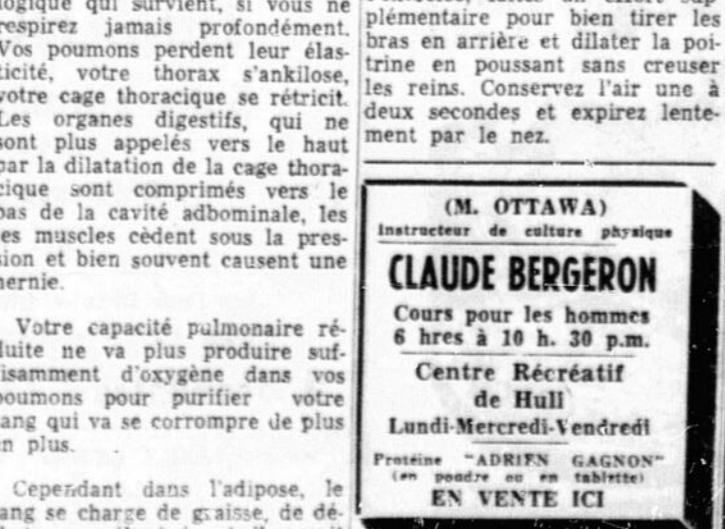 logique qui survient, si vous ne
respirez jamais profondément.
Vos poumons perdent leur élas-
ticité, votre thorax s'ankilose,
votre cage thoracique se rétricit.
Les organes digestifs, qui ne
sont plus appelés vers le haut
par la dilatation de la cage thora-
cique sont comprimés vers le
bas de la cavité adbominale, les
les muscles cèdent sous la pres-
sion et bien souvent causent une
hernie.
Votre capacité pulmonaire ré-
duite ne va plus produire suf-
fisamment d'oxygène dans vos
poumons pour purifier votre
sang qui va se corrompre de plus
en plus.
Cependant dans l'adipose, le
sang se charge de graisse, de dé-
plémentaire pour bien tirer les
bras en arrière et dilater la poi-
trine en poussant sans creuser
les reins. Conservez l'air une à
deux secondes et expirez lente-
ment par le nez.
(M. OTTAWA)
Instructeur de culture physique
CLAUDE BERGERON
Cours pour les hommes
6 hres à 10 h. 30 p.m.
Centre Récréatif
de Hull
Lundi-Mercredi-Vendredi
Protéine "ADRIEN GAGNON"
(en poudre ou en tablette)
EN VENTE ICI